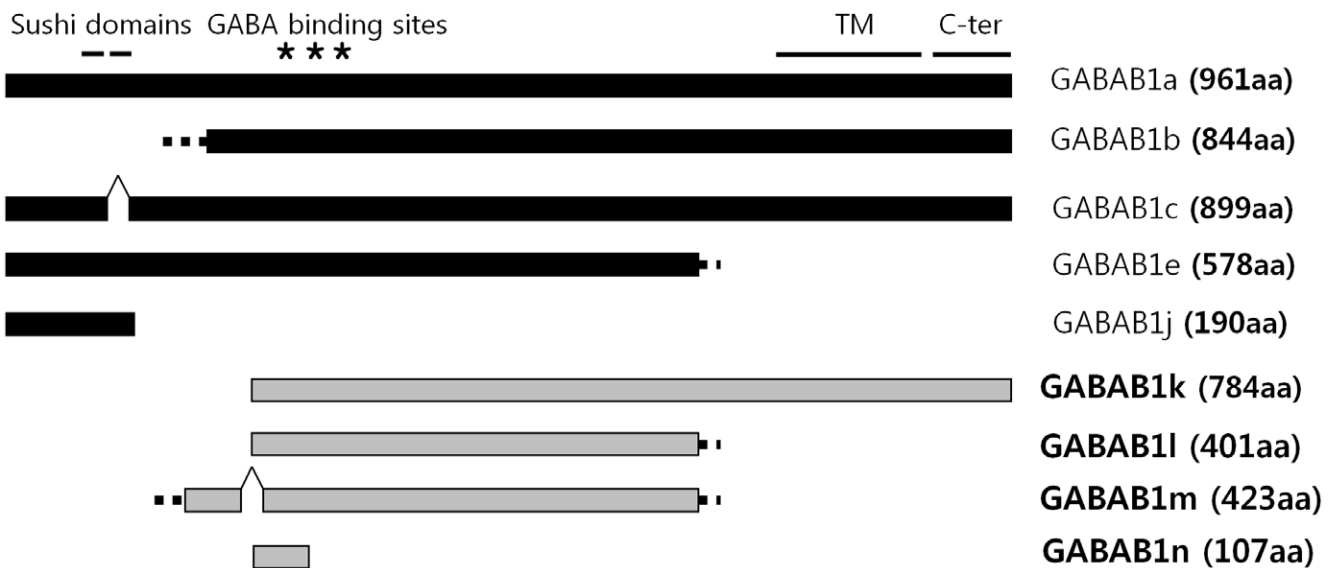 Sushi domains GABA binding sites TM C-ter
* * *
GABAB1a (961aa)
GABAB1b (844aa)
GABAB1c (899aa)
GABAB1e (578aa)
GABAB1j (190aa)
GABAB1k (784aa)
GABAB1l (401aa)
GABAB1m (423aa)
GABAB1n (107aa)